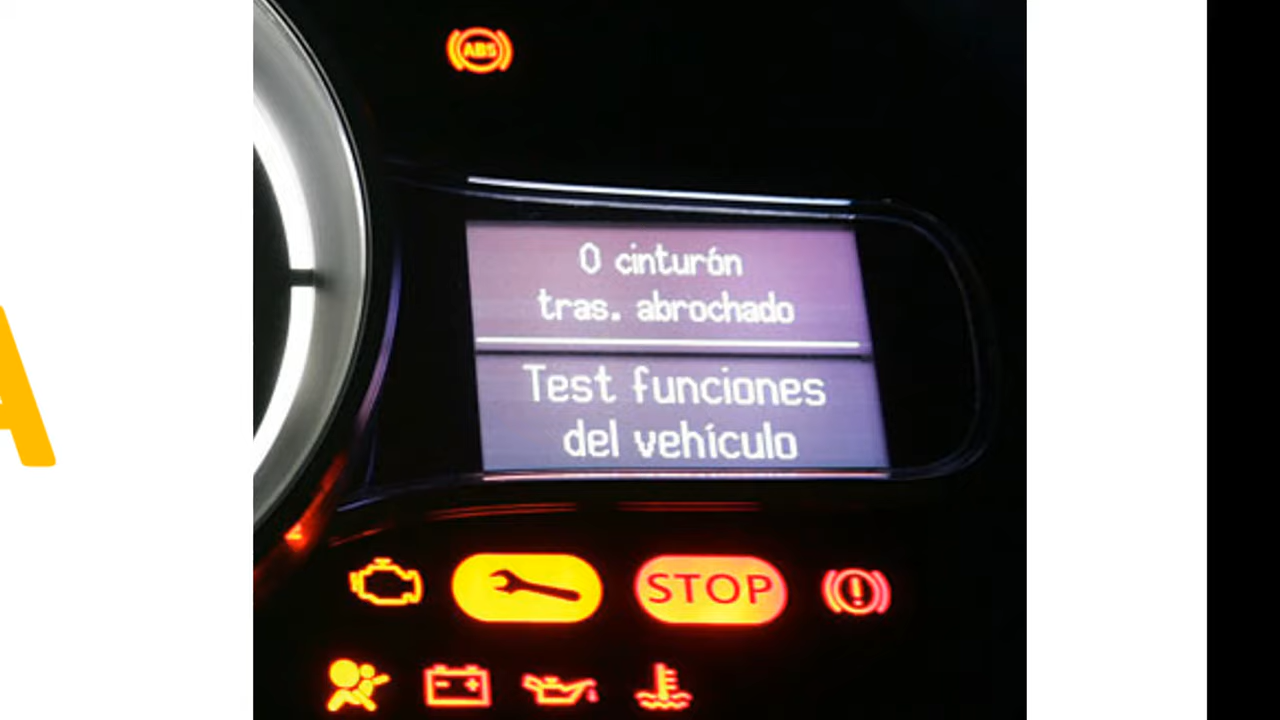 ABS
0 cinturón
tras. abrochado
Test funciones
del vehículo
STOP
A